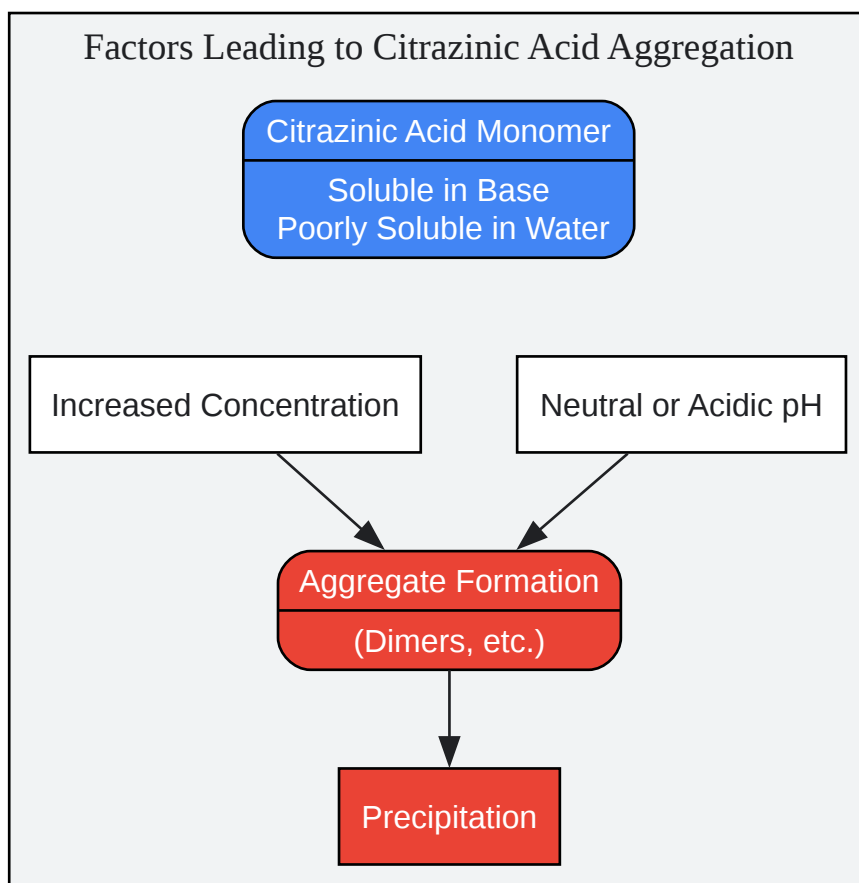 Factors Leading to Citrazinic Acid Aggregation
Citrazinic Acid Monomer
Soluble in Base
Poorly Soluble in Water
Increased Concentration
Neutral or Acidic pH
Aggregate Formation
(Dimers, etc.)
Precipitation